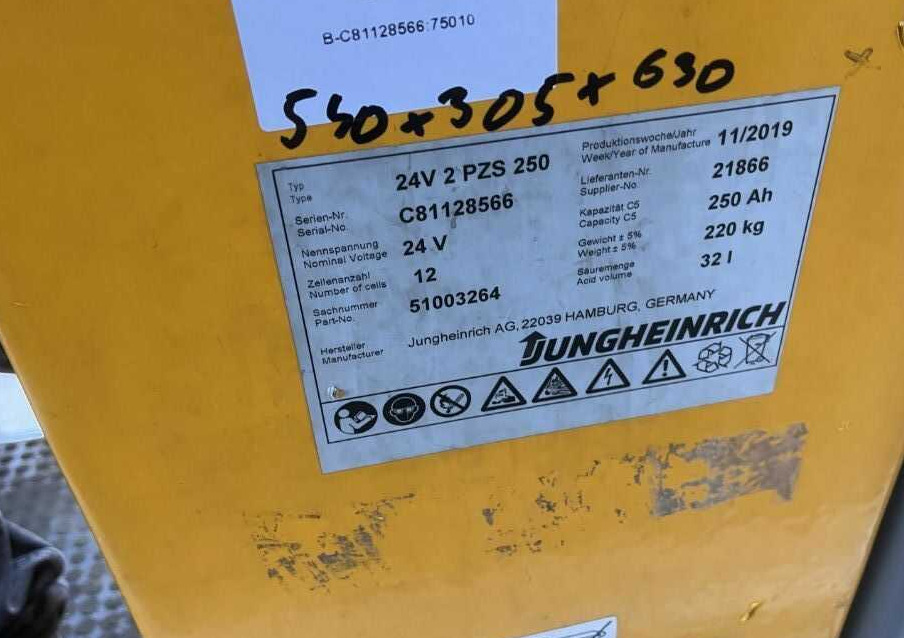 B-C81128566:75010
540 x 305 x 630
Typ
Type
24V 2 PZS 250
Produktionswoche/Jahr
Week/Year of Manufacture
11/2019
Serien-Nr.
Serial-No.
C81128566
Lieferanten-Nr.
Supplier-No.
21866
Nennspannung
Nominal Voltage
24 V
Kapazität C5
Capacity C5
250 Ah
Zellenanzahl
Number of cells
12
Gewicht ± 5%
Weight ± 5%
220 kg
Sachnummer
Part-No.
51003264
Säuremenge
Acid volume
32 l
Hersteller
Manufacturer
Jungheinrich AG, 22039 HAMBURG, GERMANY
JUNGHEINRICH